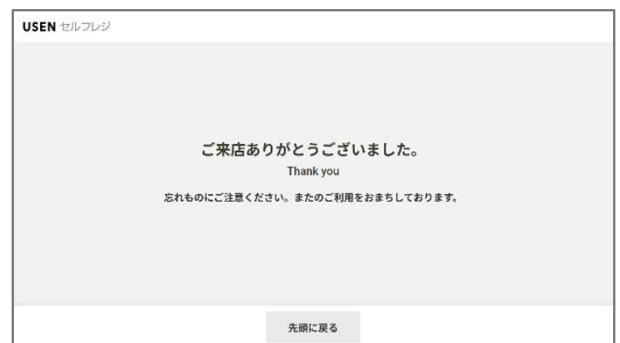 USEN セルフレジ
ご来店ありがとうございました。
Thank you
忘れものにご注意ください。またのご利用をおまちしております。
先頭に戻る